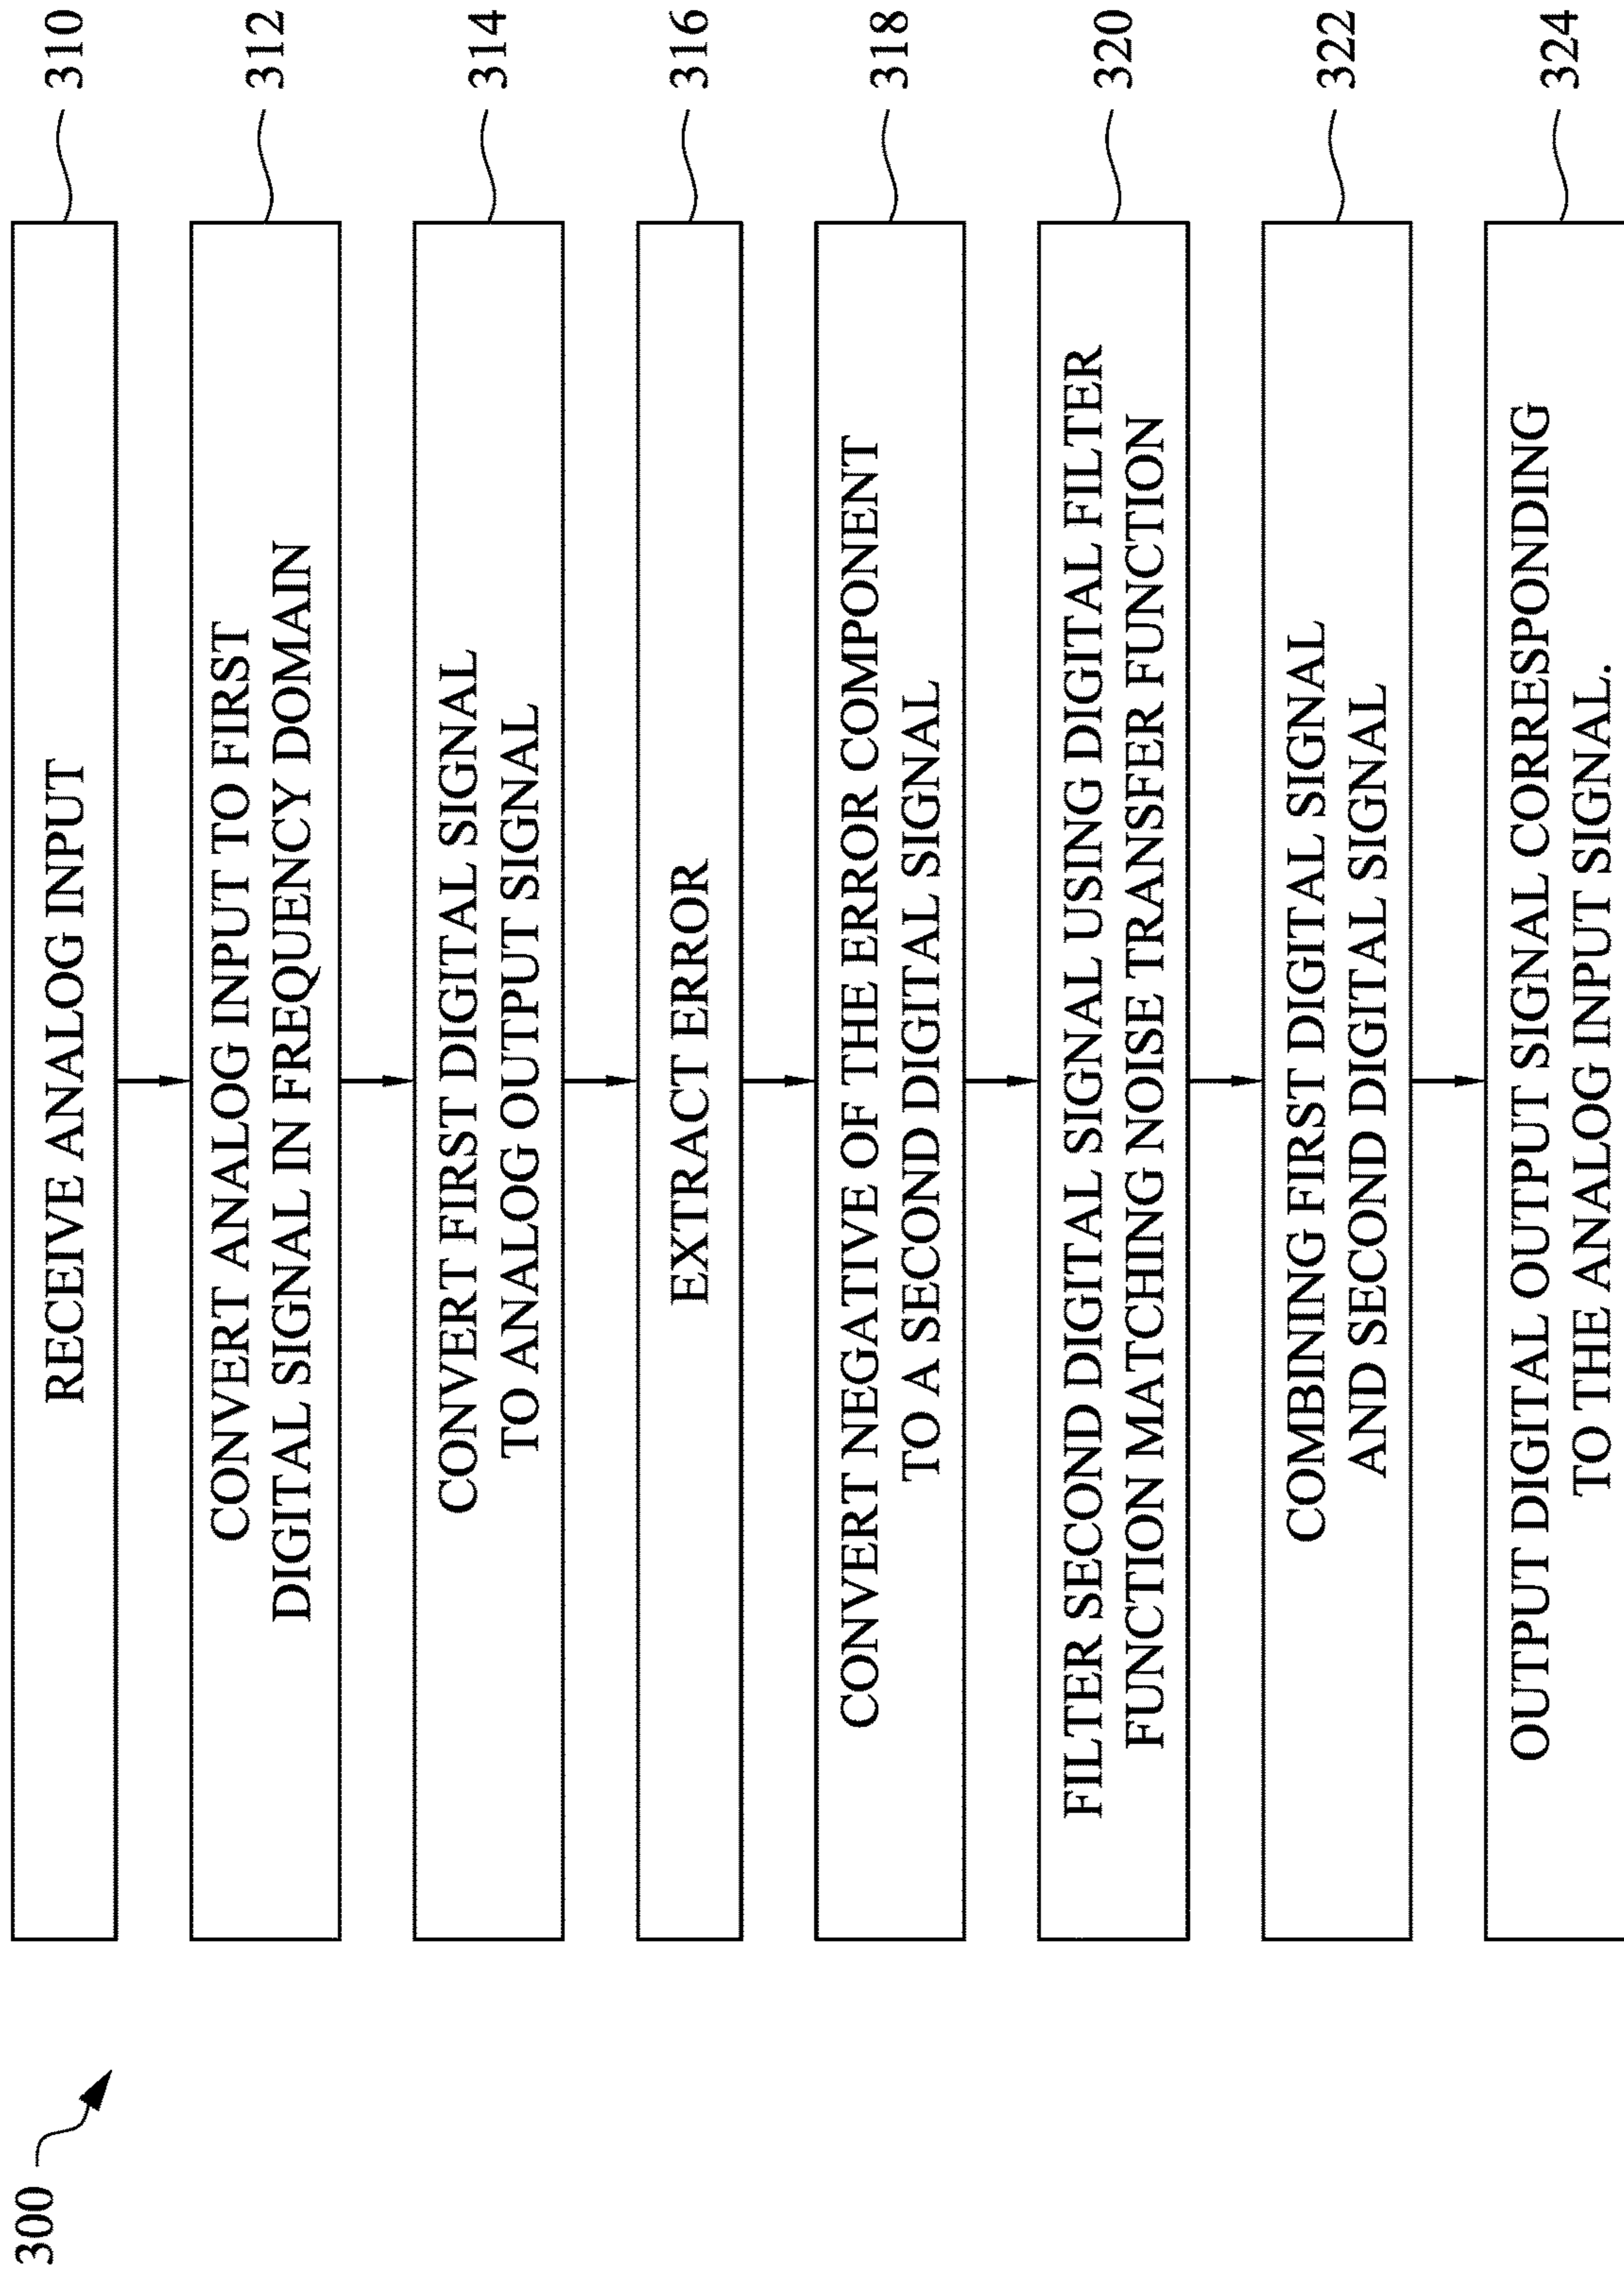 300
RECEIVE ANALOG INPUT
310
CONVERT ANALOG INPUT TO FIRST
DIGITAL SIGNAL IN FREQUENCY DOMAIN
312
CONVERT FIRST DIGITAL SIGNAL
TO ANALOG OUTPUT SIGNAL
314
EXTRACT ERROR
316
CONVERT NEGATIVE OF THE ERROR COMPONENT
TO A SECOND DIGITAL SIGNAL
318
FILTER SECOND DIGITAL SIGNAL USING DIGITAL FILTER
FUNCTION MATCHING NOISE TRANSFER FUNCTION
320
COMBINING FIRST DIGITAL SIGNAL
AND SECOND DIGITAL SIGNAL
322
OUTPUT DIGITAL OUTPUT SIGNAL CORRESPONDING
TO THE ANALOG INPUT SIGNAL.
324